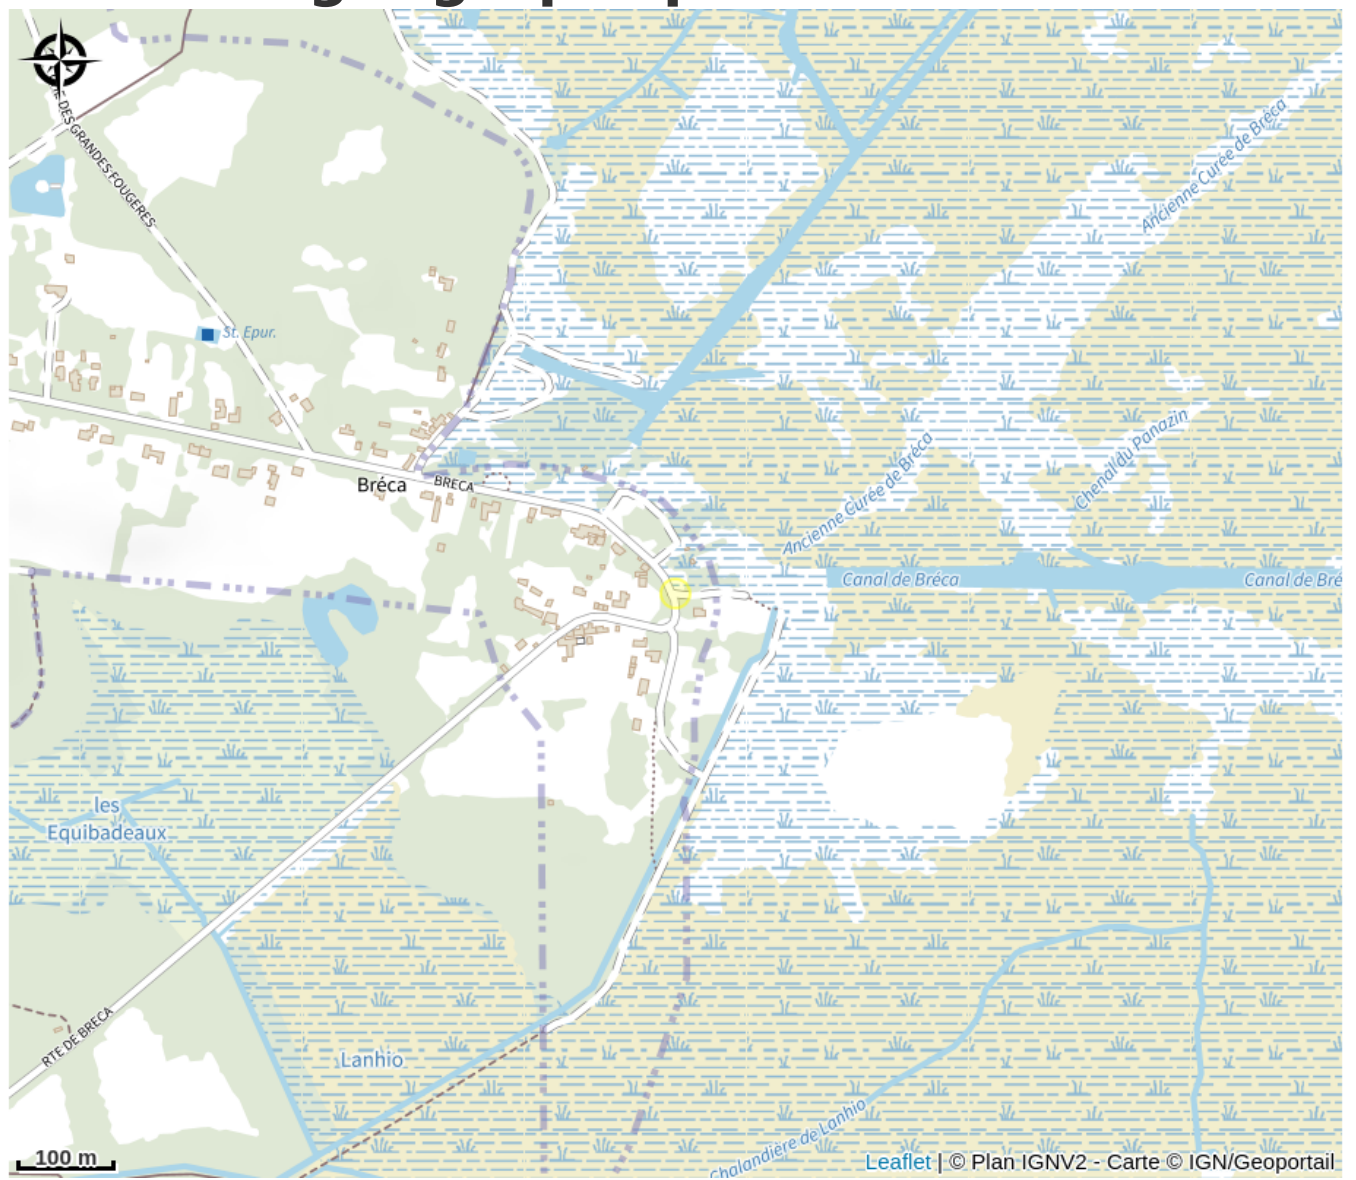 RUE DES GRANDES FOUGERES
Ancienne Curée de Bréca
St. Epur.
Chenal du Panazin
Ancienne Curée de Bréca
Bréca
BRECA
Canal de Bréca
Canal de Bré
les
Equibadeaux
RTE DE BRECA
Lanhio
Chalandière de Lanhio
100 m
Leaflet | © Plan IGNV2 - Carte © IGN/Geoportail